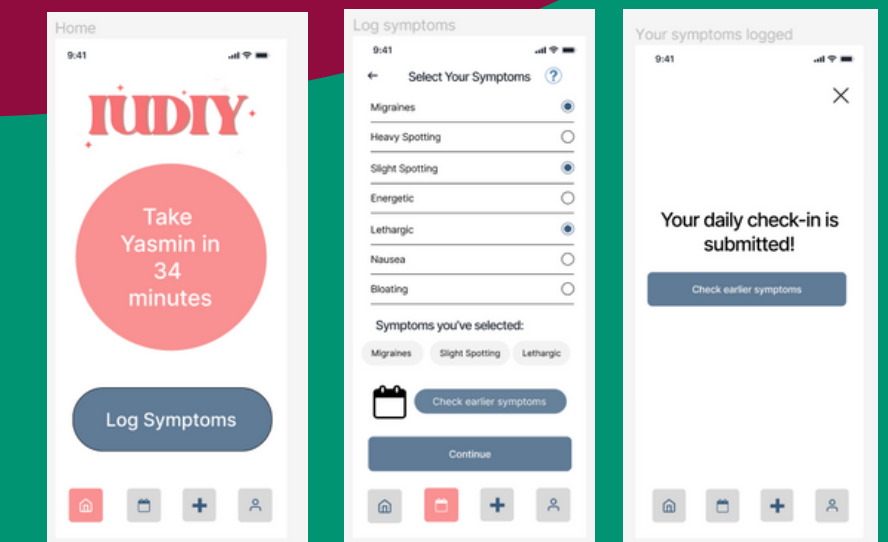 Home
9:41
IUDIY
Take
Yasmin in
34
minutes
Log Symptoms
Log symptoms
9:41
Select Your Symptoms ?
Migraines
Heavy Spotting
Slight Spotting
Energetic
Lethargic
Nausea
Bloating
Symptoms you've selected:
Migraines Slight Spotting Lethargic
Check earlier symptoms
Continue
Your symptoms logged
9:41
Your daily check-in is
submitted!
Check earlier symptoms